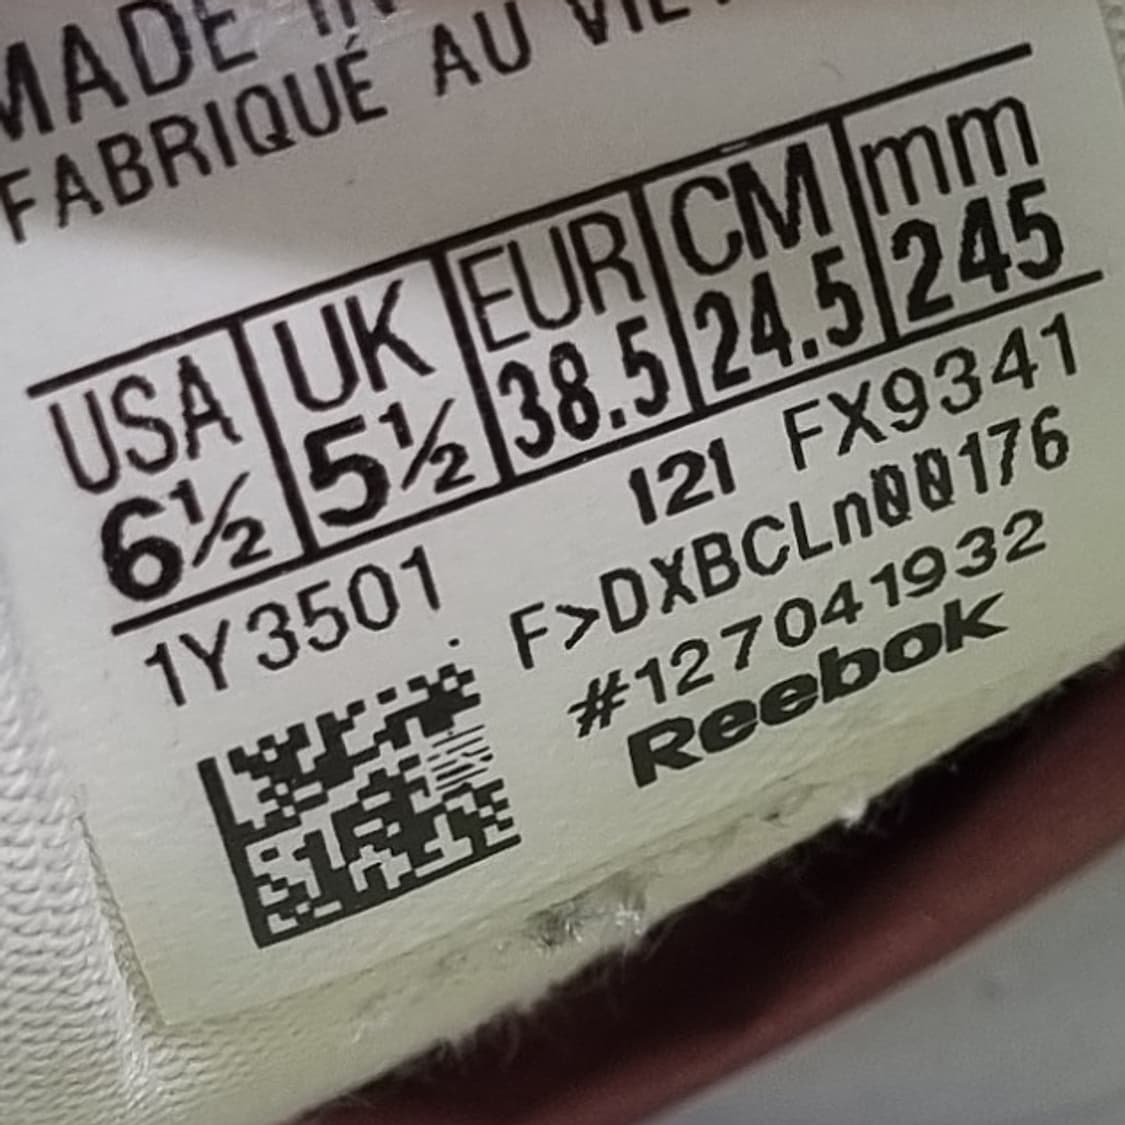 MADE IN
FABRIQUÉ AU
USA UK EUR CM mm
6½ 5½ 38.5 24.5 245
1Y3501 121 FX9341
F>DXBCLn00176
#127041932
Reebok